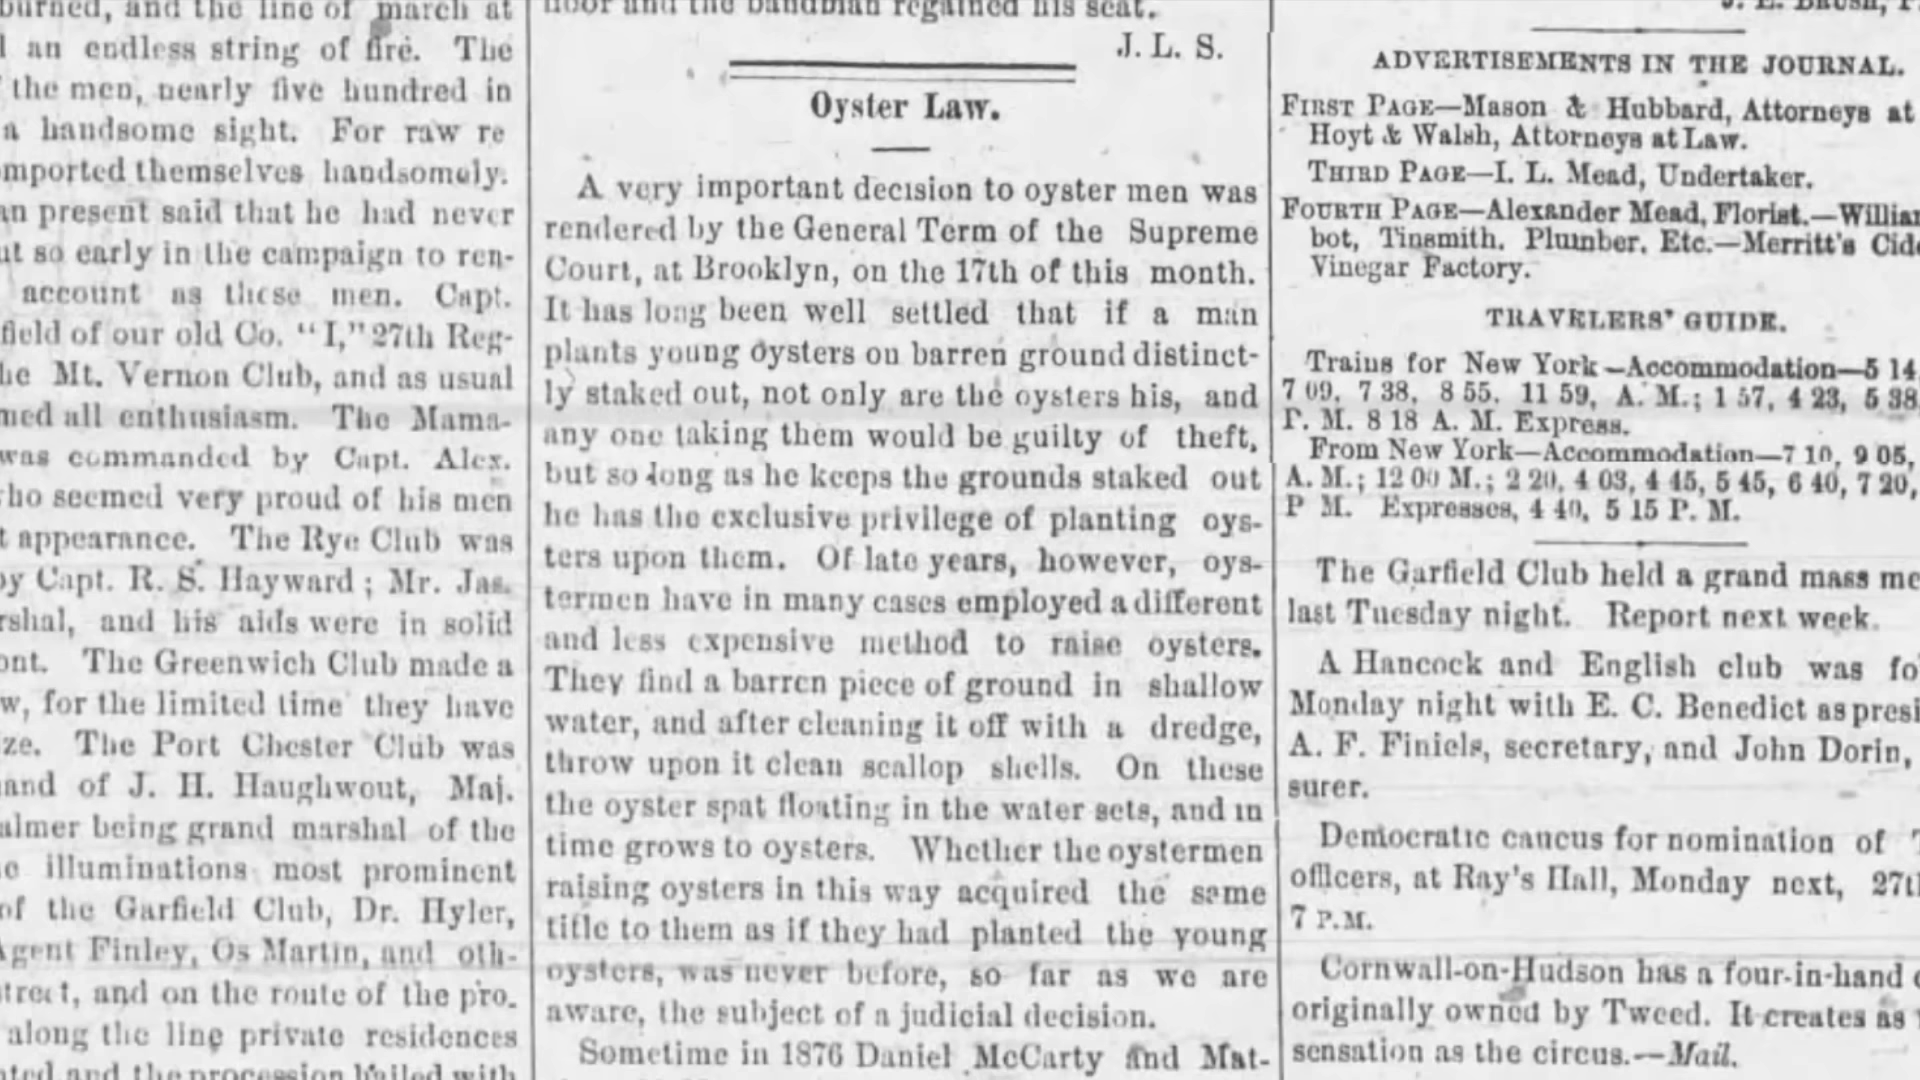 burned, and the line of march at
an endless string of fire. The
the men, nearly five hundred in
a handsome sight. For raw re
mported themselves handsomely.
an present said that he had never
ut so early in the campaign to ren-
account as these men. Capt.
field of our old Co. "I," 27th Reg-
he Mt. Vernon Club, and as usual
med all enthusiasm. The Mama-
was commanded by Capt. Alex.
ho seemed very proud of his men
t appearance. The Rye Club was
by Capt. R. S. Hayward; Mr. Jas.
rshal, and his aids were in solid
ont. The Greenwich Club made a
w, for the limited time they have
ze. The Port Chester Club was
and of J. H. Haughwout, Maj.
almer being grand marshal of the
e illuminations most prominent
of the Garfield Club, Dr. Hyler,
Agent Finley, Os Martin, and oth-
treet, and on the route of the pro.
along the line private residences
ted and the procession hailed with
floor and the bandman regained his seat.
J. L. S.
Oyster Law.
A very important decision to oyster men was
rendered by the General Term of the Supreme
Court, at Brooklyn, on the 17th of this month.
It has long been well settled that if a man
plants young oysters on barren ground distinct-
ly staked out, not only are the oysters his, and
any one taking them would be guilty of theft,
but so long as he keeps the grounds staked out
he has the exclusive privilege of planting oys-
ters upon them. Of late years, however, oys-
termen have in many cases employed a different
and less expensive method to raise oysters.
They find a barren piece of ground in shallow
water, and after cleaning it off with a dredge,
throw upon it clean scallop shells. On these
the oyster spat floating in the water sets, and in
time grows to oysters. Whether the oystermen
raising oysters in this way acquired the same
title to them as if they had planted the young
oysters, was never before, so far as we are
aware, the subject of a judicial decision.
Sometime in 1876 Daniel McCarty and Mat-
J. E. BRUSH,
ADVERTISEMENTS IN THE JOURNAL.
FIRST PAGE—Mason & Hubbard, Attorneys at
Hoyt & Walsh, Attorneys at Law.
THIRD PAGE—I. L. Mead, Undertaker.
FOURTH PAGE—Alexander Mead, Florist.—William
bot, Tinsmith, Plumber, Etc.—Merritt's Cide
Vinegar Factory.
TRAVELERS' GUIDE.
Trains for New York—Accommodation—5 14,
7 09, 7 38, 8 55, 11 59, A. M.; 1 57, 4 23, 5 38
P. M. 8 18 A. M. Express.
From New York—Accommodation—7 10, 9 05,
A. M.; 12 00 M.; 2 20, 4 03, 4 45, 5 45, 6 40, 7 20,
P M. Expresses, 4 40, 5 15 P. M.
The Garfield Club held a grand mass me
last Tuesday night. Report next week.
A Hancock and English club was fo
Monday night with E. C. Benedict as presi
A. F. Finiels, secretary, and John Dorin,
surer.
Democratic caucus for nomination of T
officers, at Ray's Hall, Monday next, 27th
7 P.M.
Cornwall-on-Hudson has a four-in-hand
originally owned by Tweed. It creates as
sensation as the circus.—Mail.